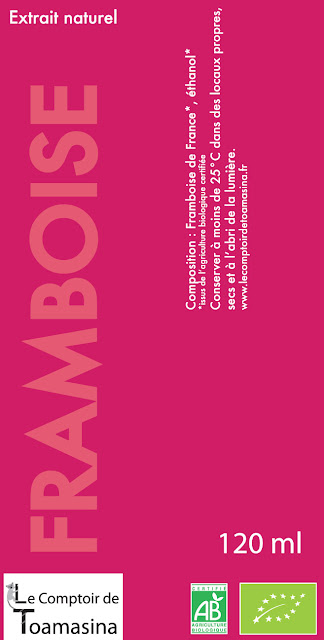 Extrait naturel
FRAMBOISE
Composition : Framboise de France*, éthanol*
*issus de l'agriculture biologique certifiée
Conserver à moins de 25°C dans des locaux propres,
secs et à l'abri de la lumière.
www.lecomptoirdetoamasina.fr
120 ml
Le Comptoir de
Toamasina
CERTIFIÉ
AB
AGRICULTURE
BIOLOGIQUE